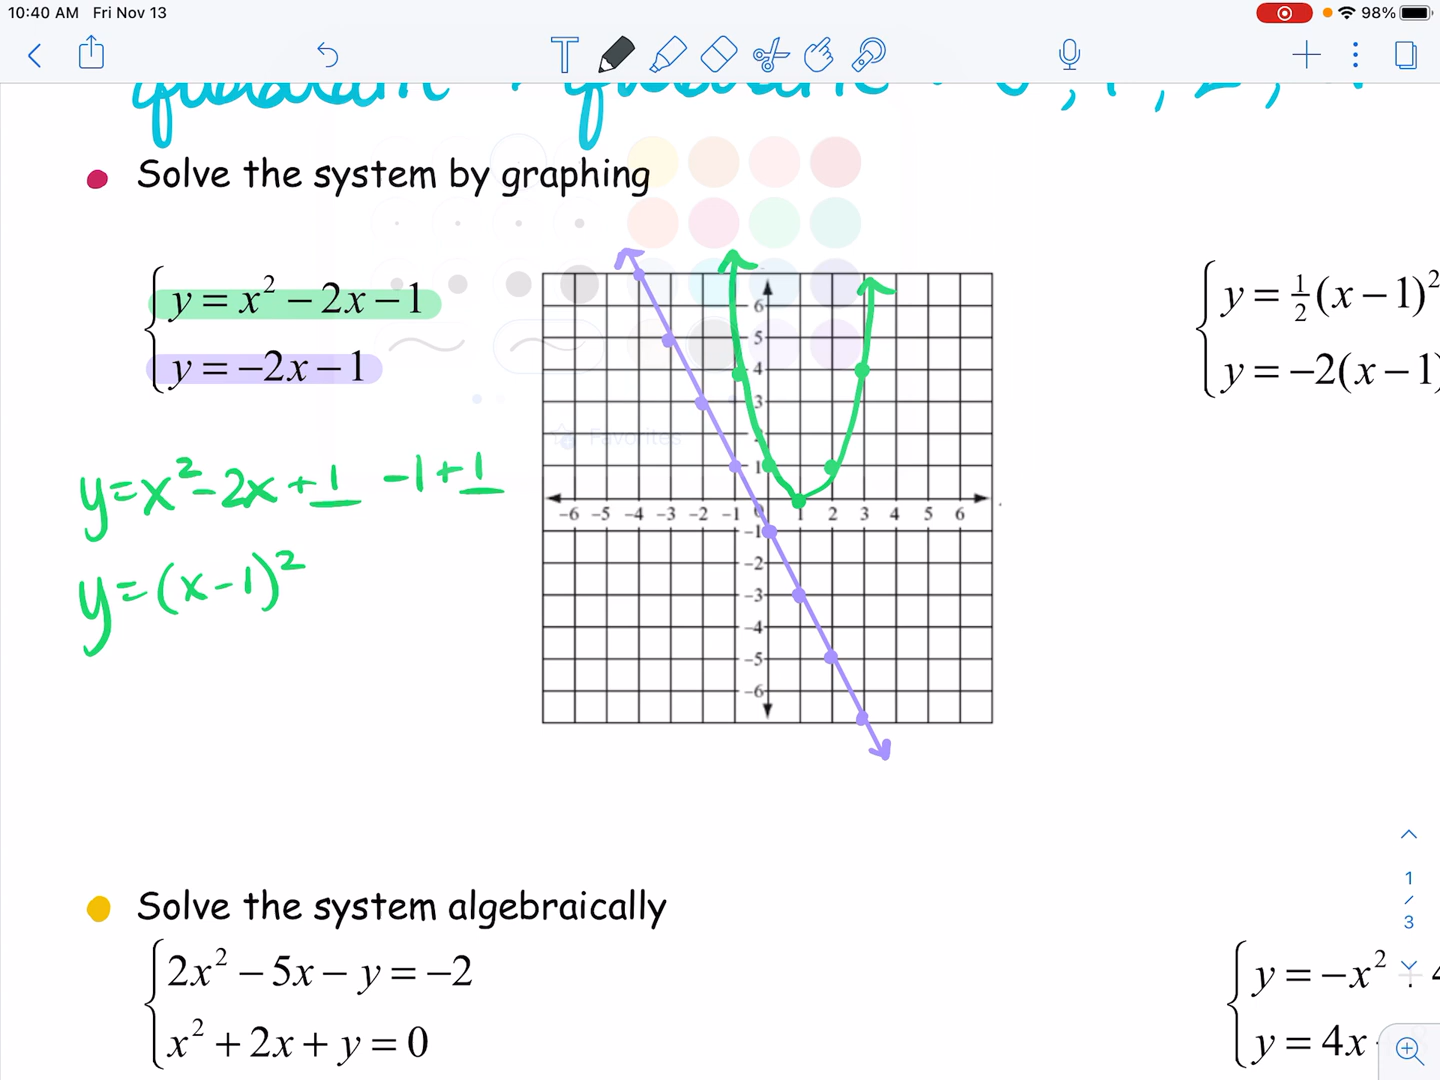 10:40 AM Fri Nov 13
98%
Solve the system by graphing
y = x² − 2x − 1
y = −2x − 1
y = ½(x − 1)²
y = −2(x − 1)
Favorites
y=x²-2x+1 -1+1
y=(x-1)²
6
5
4
3
1
-6 -5 -4 -3 -2 -1 0 1 2 3 4 5 6
-1
-2
-3
-4
-5
-6
1
/
3
Solve the system algebraically
2x² − 5x − y = −2
x² + 2x + y = 0
y = −x²
y = 4x